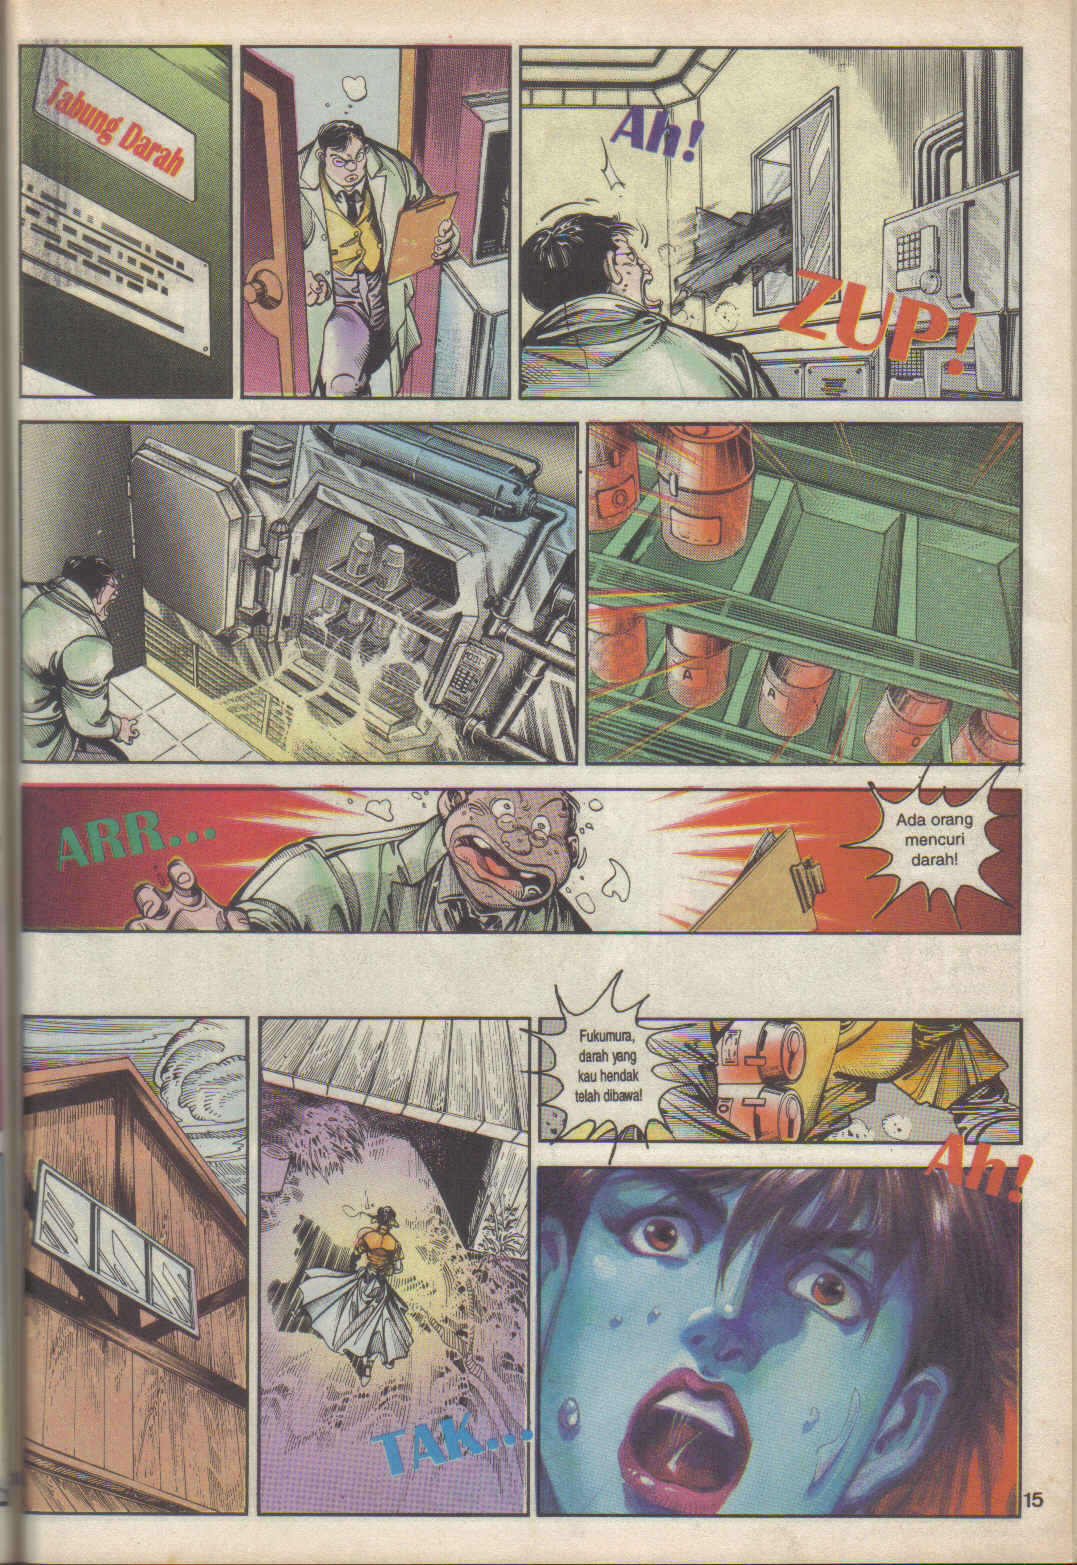 Tabung Darah
Ah!
ZUP!
A
A
ARR...
Ada orang
mencuri
darah!
Fukumura,
darah yang
kau hendak
telah dibawa!
TAK...
Ah!
15